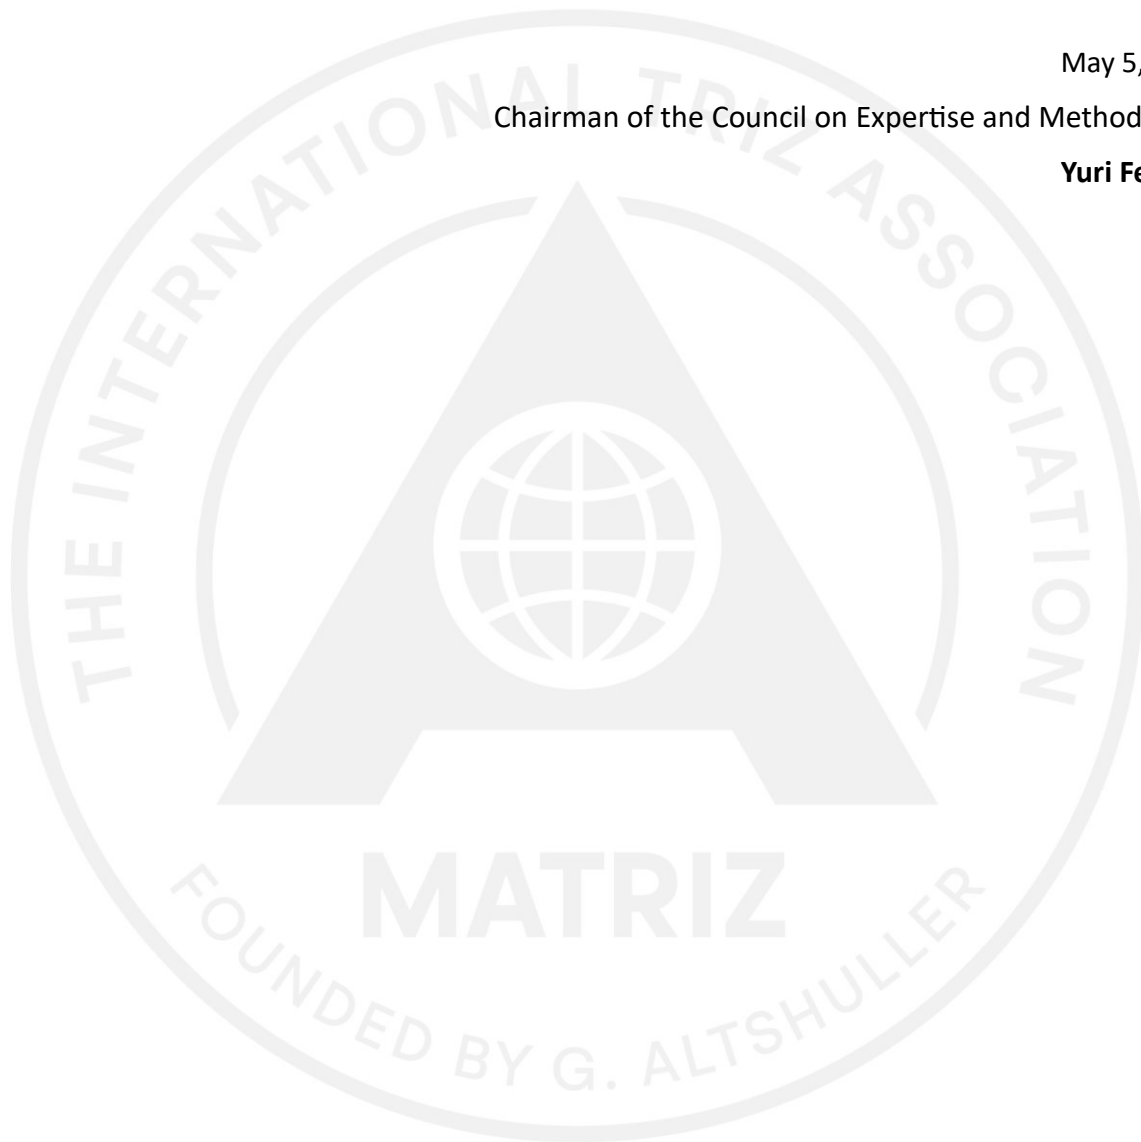 May 5,
Chairman of the Council on Expertise and Method
Yuri Fe
THE INTERNATIONAL TRIZ ASSOCIATION
MATRIZ
FOUNDED BY G. ALTSHULLER